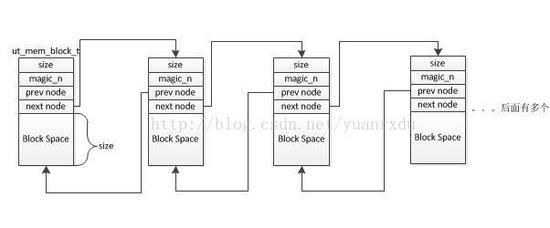 ut_mem_block_t
size
magic_n
prev node
next node
Block Space
size
size
magic_n
prev node
next node
Block Space
size
magic_n
prev node
next node
Block Space
size
magic_n
prev node
next node
Block Space
。。。后面有多个
http://blog.csdn.net/yuanrxdu